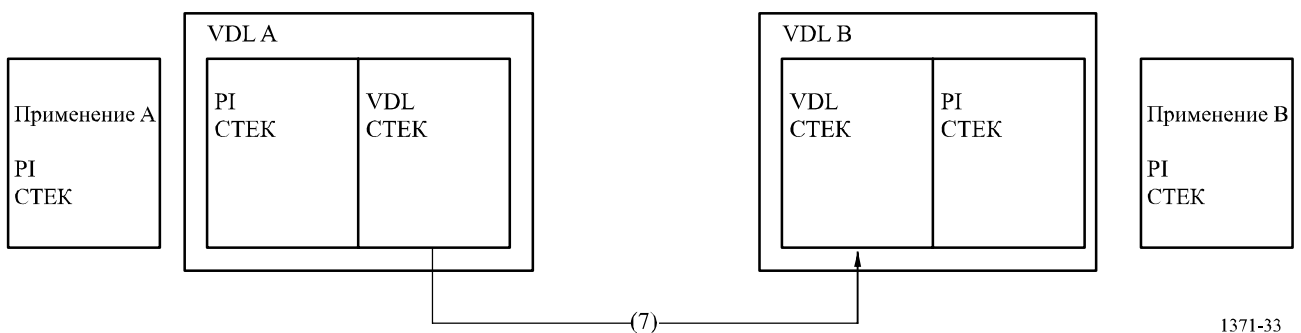 VDL A
VDL B
Применение A
PI
СТЕК
PI
СТЕК
VDL
СТЕК
VDL
СТЕК
PI
СТЕК
Применение B
PI
СТЕК
(7)
1371-33